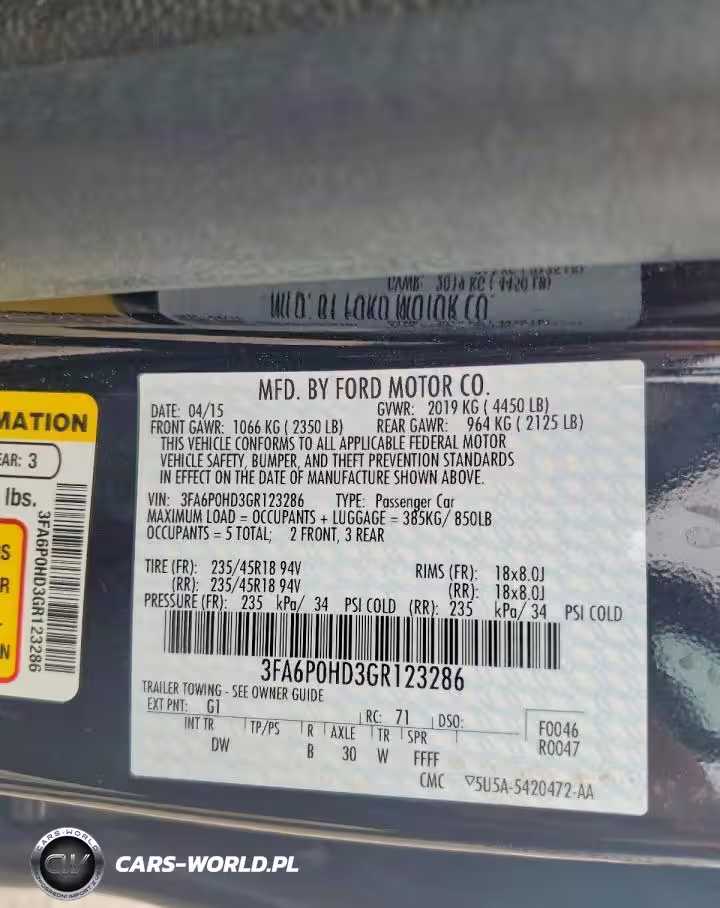 MFD. BY FORD MOTOR CO.
DATE: 04/15 GVWR: 2019 KG ( 4450 LB)
FRONT GAWR: 1066 KG ( 2350 LB) REAR GAWR: 964 KG ( 2125 LB)
THIS VEHICLE CONFORMS TO ALL APPLICABLE FEDERAL MOTOR
VEHICLE SAFETY, BUMPER, AND THEFT PREVENTION STANDARDS
IN EFFECT ON THE DATE OF MANUFACTURE SHOWN ABOVE.
VIN: 3FA6P0HD3GR123286 TYPE: Passenger Car
MAXIMUM LOAD = OCCUPANTS + LUGGAGE = 385KG/ 850LB
OCCUPANTS = 5 TOTAL; 2 FRONT, 3 REAR
TIRE (FR): 235/45R18 94V RIMS (FR): 18x8.0J
(RR): 235/45R18 94V (RR): 18x8.0J
PRESSURE (FR): 235 kPa/ 34 PSI COLD (RR): 235 kPa/ 34 PSI COLD
3FA6P0HD3GR123286
TRAILER TOWING - SEE OWNER GUIDE
EXT PNT: G1 RC: 71 DSO:
INT TR TP/PS R AXLE TR SPR
DW B 30 W FFFF
F0046
R0047
CMC ▽5U5A-5420472-AA
MATION
EAR: 3
lbs.
3FA6P0HD3GR123286
S
R
N
CARS-WORLD
CW
CARS-WORLD.PL